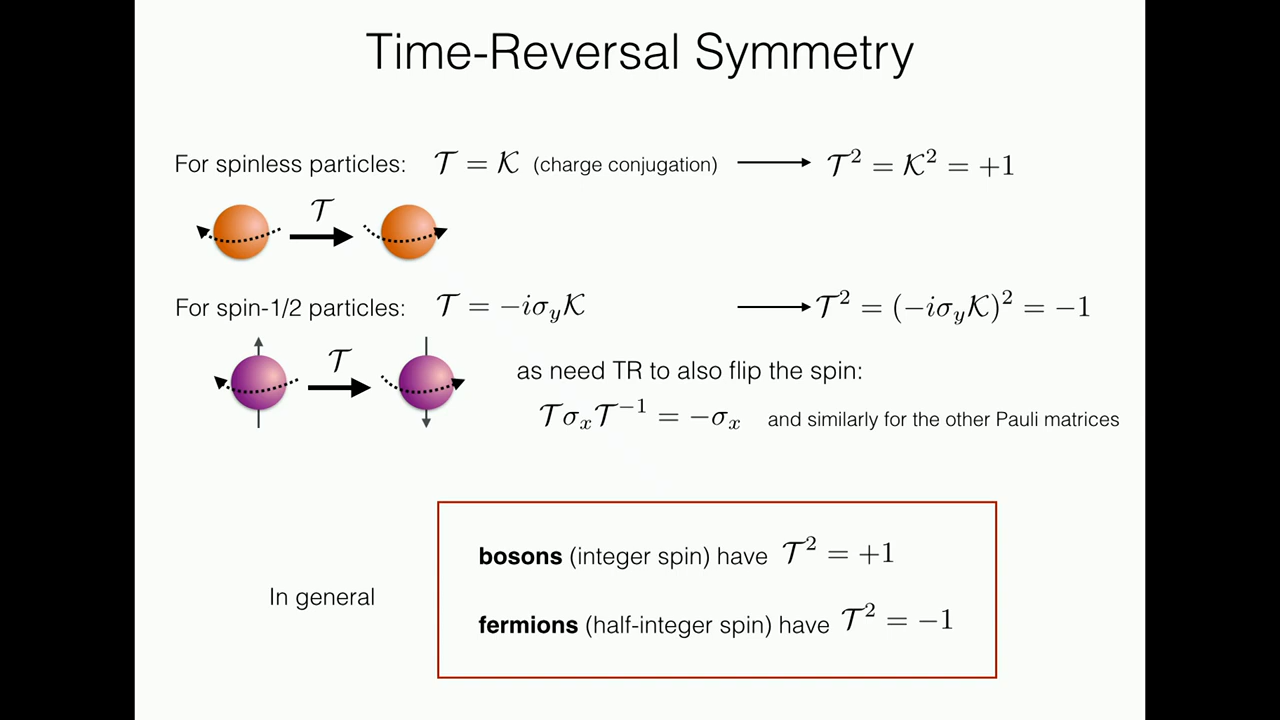 Time-Reversal Symmetry
For spinless particles: 𝒯 = 𝒦 (charge conjugation) ⟶ 𝒯² = 𝒦² = +1
𝒯
For spin-1/2 particles: 𝒯 = −iσ_y𝒦 ⟶ 𝒯² = (−iσ_y𝒦)² = −1
𝒯
as need TR to also flip the spin:
𝒯σ_x𝒯⁻¹ = −σ_x and similarly for the other Pauli matrices
bosons (integer spin) have 𝒯² = +1
In general
fermions (half-integer spin) have 𝒯² = −1